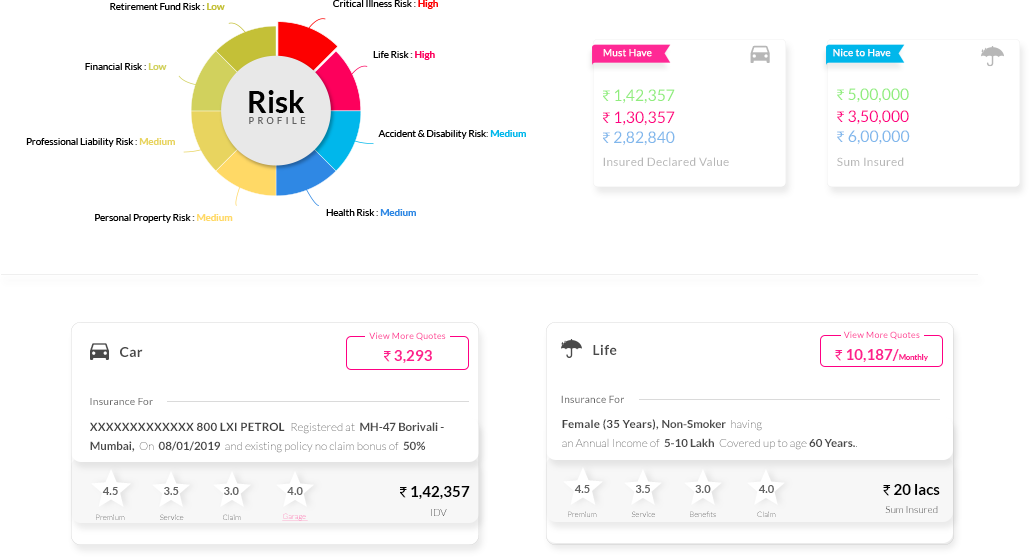 Retirement Fund Risk : Low
Critical Illness Risk : High
Life Risk : High
Financial Risk : Low
Risk
PROFILE
Accident & Disability Risk: Medium
Professional Liability Risk : Medium
Health Risk : Medium
Personal Property Risk : Medium
Must Have
₹ 1,42,357
₹ 1,30,357
₹ 2,82,840
Insured Declared Value
Nice to Have
₹ 5,00,000
₹ 3,50,000
₹ 6,00,000
Sum Insured
Car
View More Quotes
₹ 3,293
Insurance For
XXXXXXXXXXXXX 800 LXI PETROL Registered at MH-47 Borivali -
Mumbai, On 08/01/2019 and existing policy no claim bonus of 50%
4.5 3.5 3.0 4.0
Premium Service Claim Garage
₹ 1,42,357
IDV
Life
View More Quotes
₹ 10,187/Monthly
Insurance For
Female (35 Years), Non-Smoker having
an Annual Income of 5-10 Lakh Covered up to age 60 Years..
4.5 3.5 3.0 4.0
Premium Service Benefits Claim
₹ 20 lacs
Sum Insured